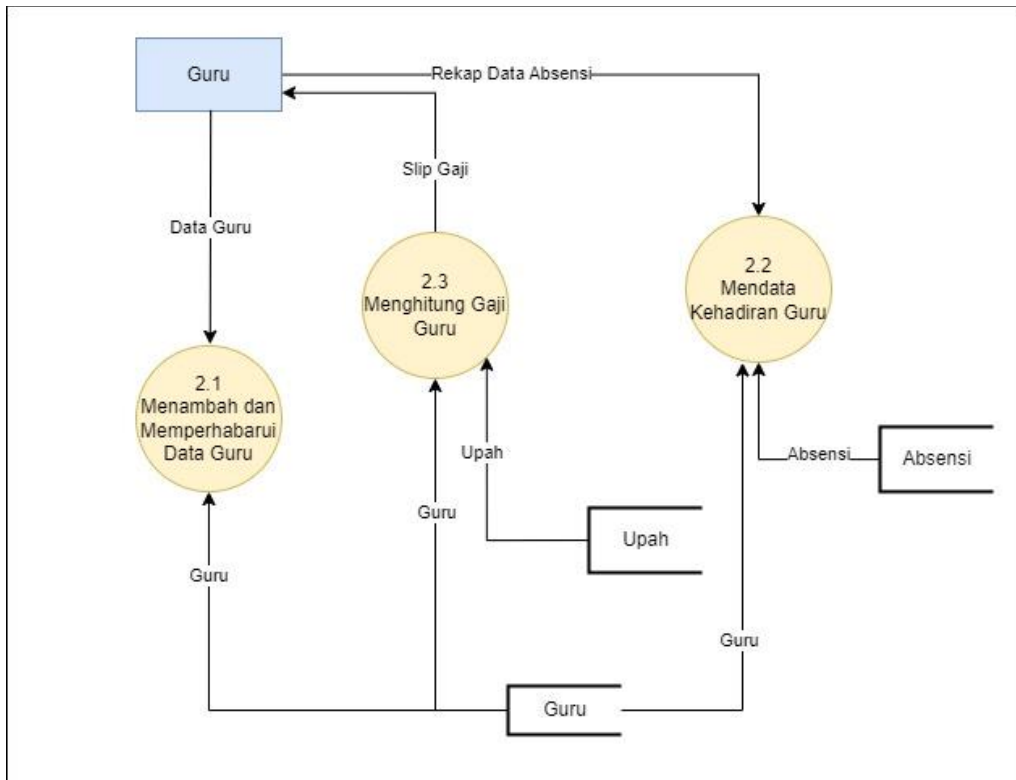 Guru
Rekap Data Absensi
Slip Gaji
Data Guru
2.2
Mendata
Kehadiran Guru
2.3
Menghitung Gaji
Guru
2.1
Menambah dan
Memperhabarui
Data Guru
Upah
Absensi
Absensi
Guru
Upah
Guru
Guru
Guru